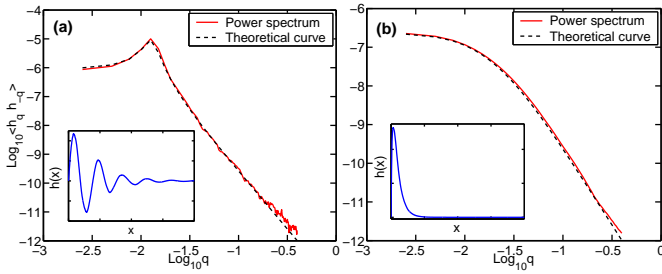 (a)
Power spectrum
Theoretical curve
Log10<hq h-q>
−4
−5
−6
−7
−8
−9
−10
−11
−12
h(x)
x
−3 −2.5 −2 −1.5 −1 −0.5 0
Log10q
(b)
Power spectrum
Theoretical curve
−6
−7
−8
−9
−10
−11
−12
h(x)
x
−3 −2.5 −2 −1.5 −1 −0.5 0
Log10q